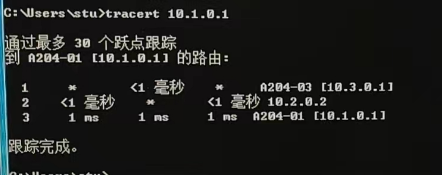 C:\Users\stu>tracert 10.1.0.1
通过最多 30 个跃点跟踪
到 A204-01 [10.1.0.1] 的路由:
1 * <1 毫秒 * A204-03 [10.3.0.1]
2 <1 毫秒 * <1 毫秒 10.2.0.2
3 1 ms 1 ms 1 ms A204-01 [10.1.0.1]
跟踪完成。
C:\Users\stu>